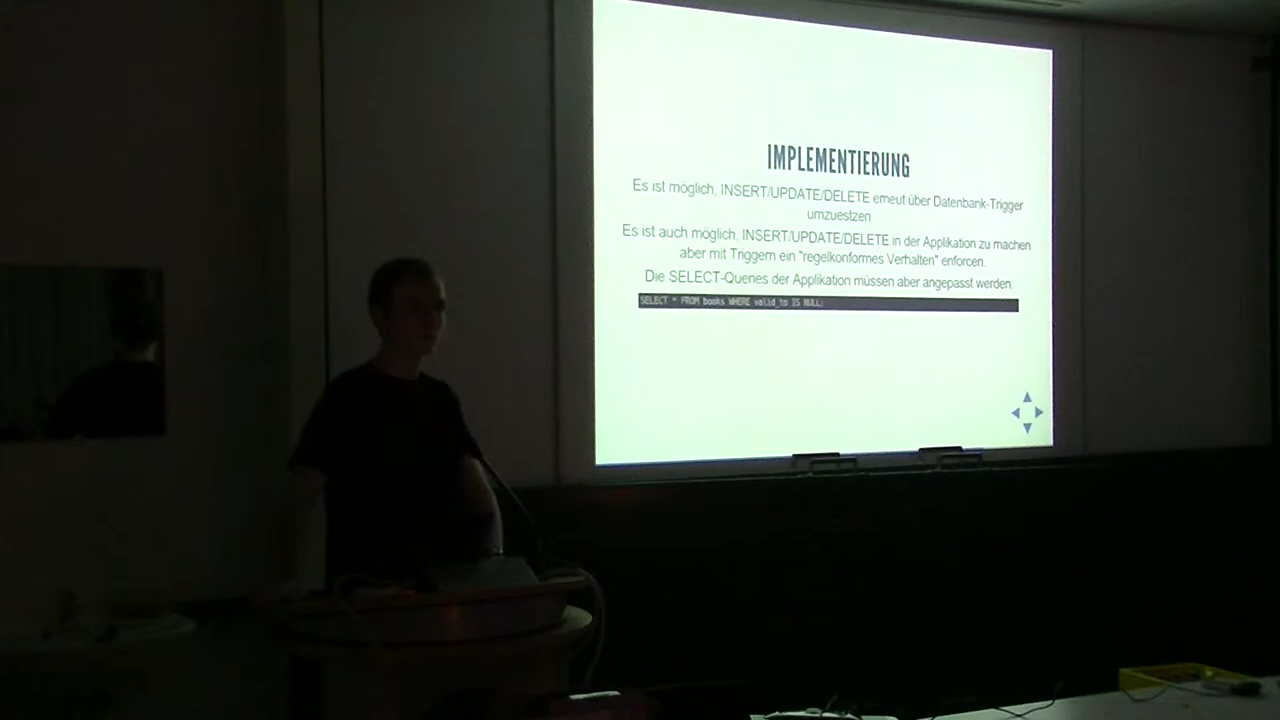 IMPLEMENTIERUNG
Es ist möglich, INSERT/UPDATE/DELETE erneut über Datenbank-Trigger
umzuestzen.
Es ist auch möglich, INSERT/UPDATE/DELETE in der Applikation zu machen
aber mit Triggern ein "regelkonformes Verhalten" enforcen.
Die SELECT-Queries der Applikation müssen aber angepasst werden:
SELECT * FROM books WHERE valid_to IS NULL;